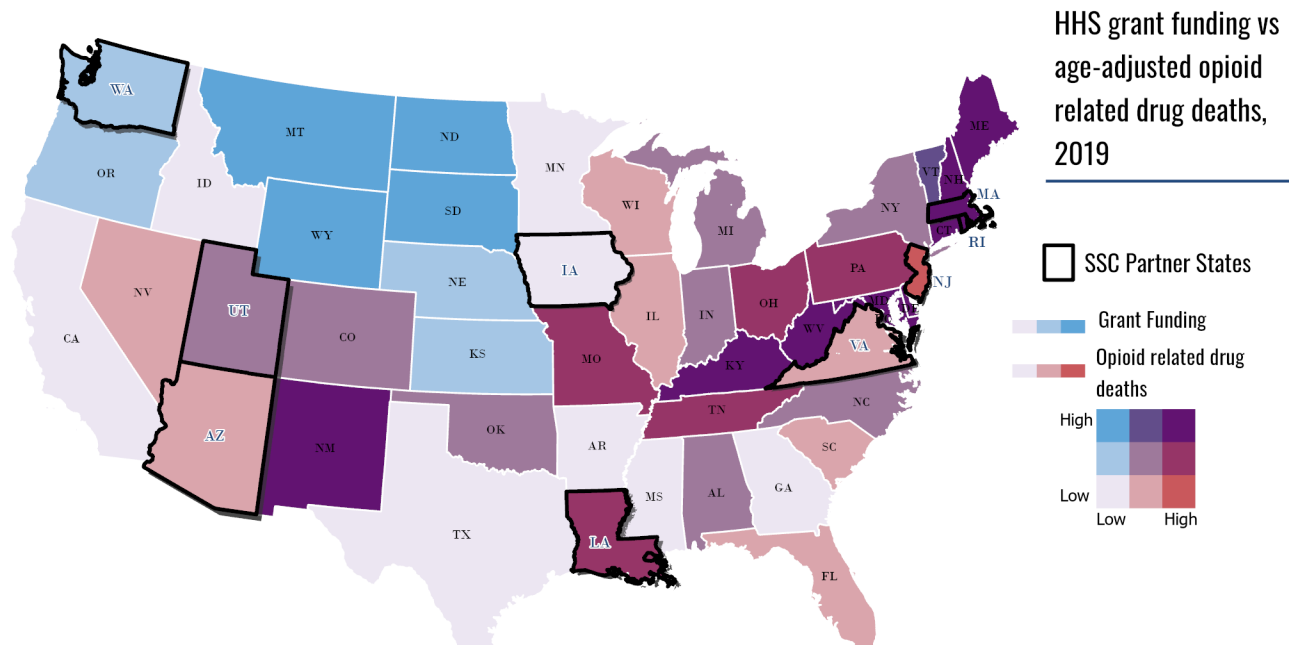 HHS grant funding vs
age-adjusted opioid
related drug deaths,
2019
SSC Partner States
Grant Funding
Opioid related drug
deaths
High
Low
Low High
WA
MT
ND
MN
ME
OR
ID
SD
WI
VT
NH
MA
WY
NY
MI
CT
RI
IA
NE
PA
NJ
NV
UT
IL
IN
OH
MD
DE
CA
CO
KS
MO
WV
VA
KY
AZ
NM
OK
TN
NC
AR
SC
MS
AL
GA
TX
LA
FL